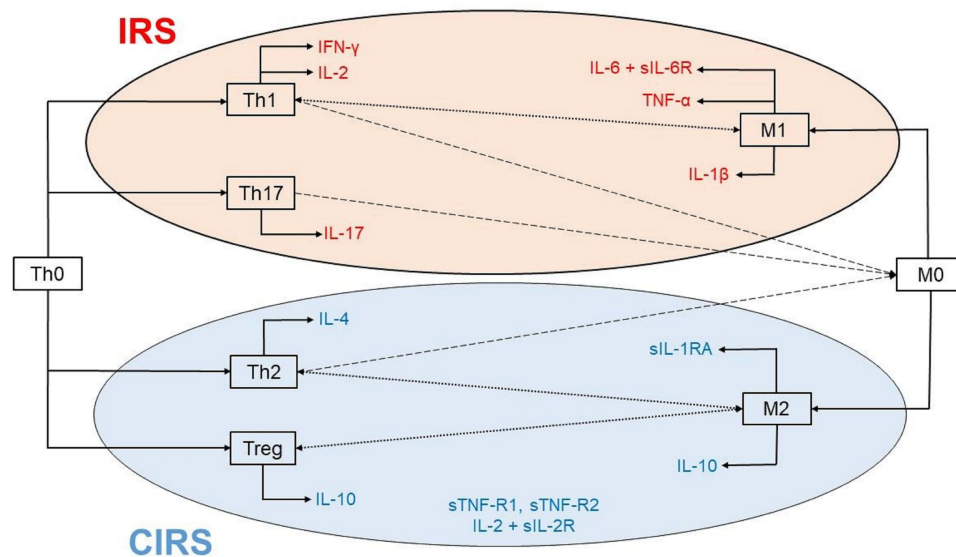 IRS
IFN-γ
IL-2
Th1
IL-6 + sIL-6R
TNF-α
M1
IL-1β
Th17
IL-17
Th0
M0
IL-4
Th2
sIL-1RA
M2
Treg
IL-10
IL-10
sTNF-R1, sTNF-R2
IL-2 + sIL-2R
CIRS